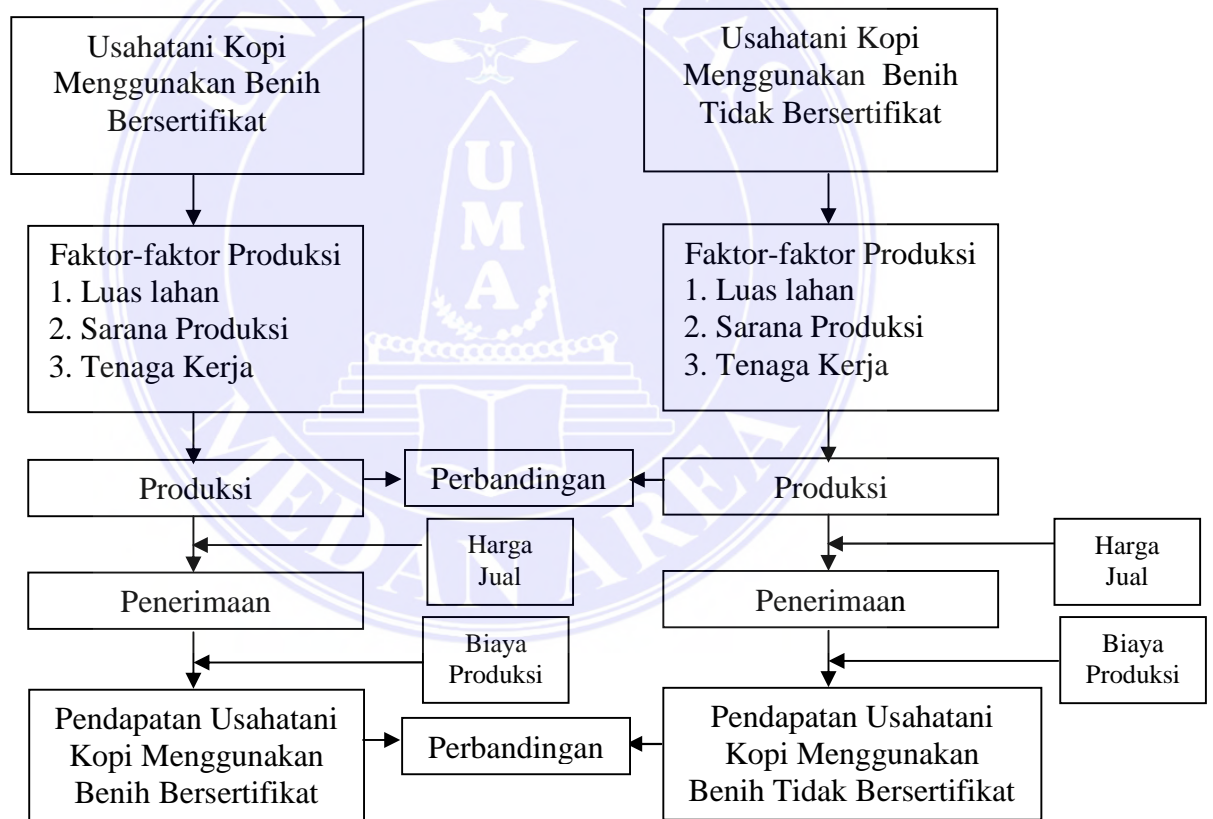 Usahatani Kopi
Menggunakan Benih
Bersertifikat
Usahatani Kopi
Menggunakan Benih
Tidak Bersertifikat
UMA
Faktor-faktor Produksi
1. Luas lahan
2. Sarana Produksi
3. Tenaga Kerja
Faktor-faktor Produksi
1. Luas lahan
2. Sarana Produksi
3. Tenaga Kerja
Produksi
Perbandingan
Produksi
MEDAN AREA
Harga
Jual
Harga
Jual
Penerimaan
Penerimaan
Biaya
Produksi
Biaya
Produksi
Pendapatan Usahatani
Kopi Menggunakan
Benih Bersertifikat
Perbandingan
Pendapatan Usahatani
Kopi Menggunakan
Benih Tidak Bersertifikat